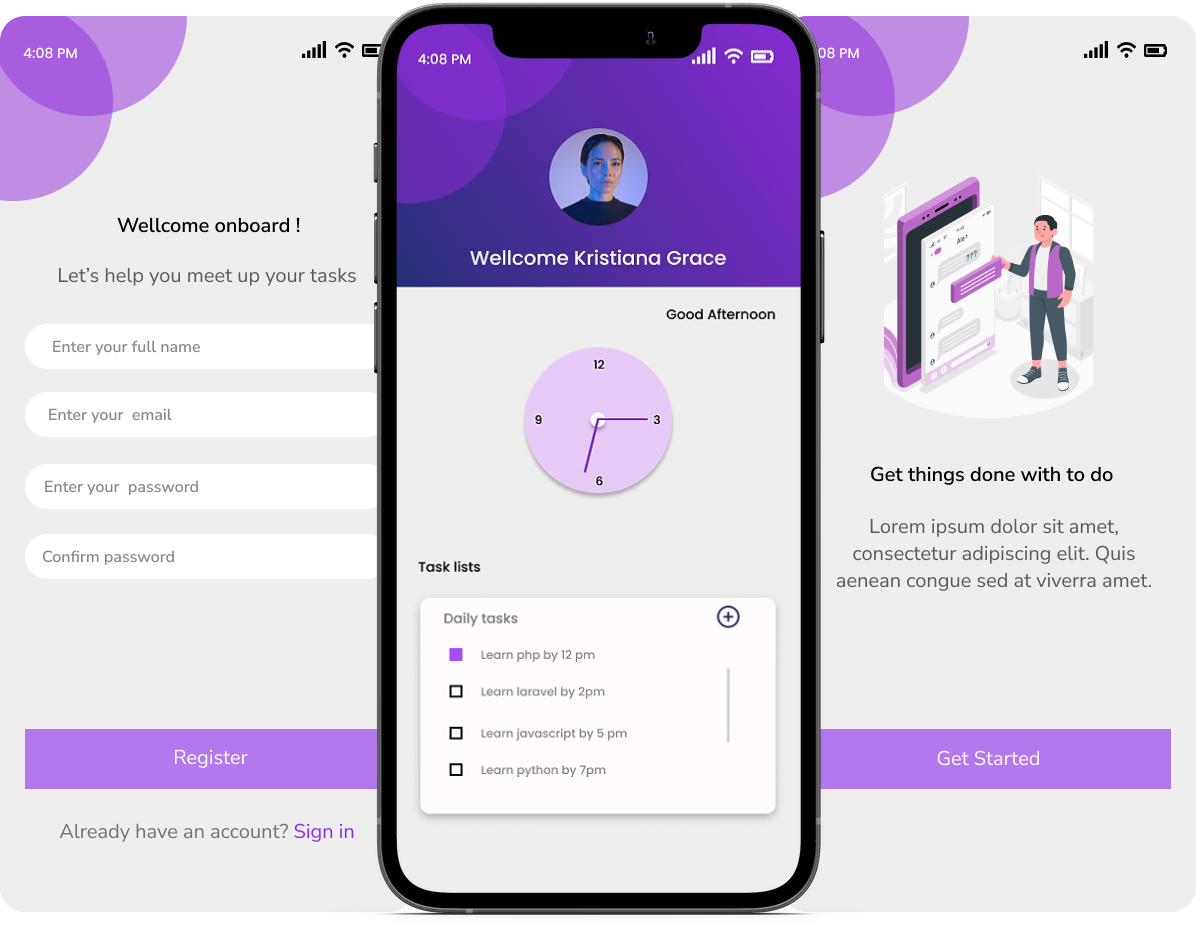 4:08 PM
Wellcome onboard !
Let's help you meet up your tasks
Enter your full name
Enter your  email
Enter your  password
Confirm password
Register
Already have an account? Sign in
4:08 PM
Wellcome Kristiana Grace
Good Afternoon
12
9
3
6
Task lists
Daily tasks
Learn php by 12 pm
Learn laravel by 2pm
Learn javascript by 5 pm
Learn python by 7pm
08 PM
???
Get things done with to do
Lorem ipsum dolor sit amet,
consectetur adipiscing elit. Quis
aenean congue sed at viverra amet.
Get Started